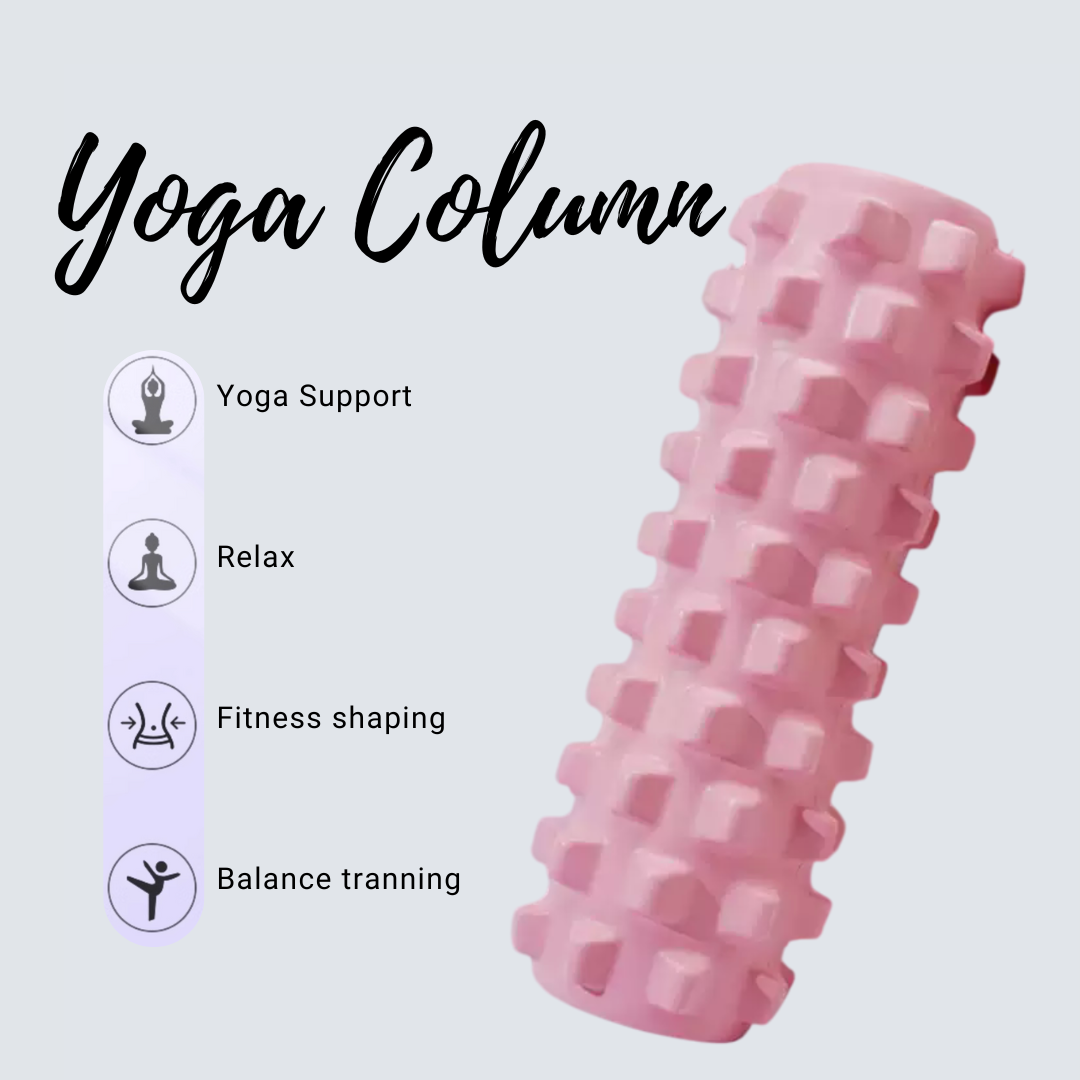 Yoga Column
Yoga Support
Relax
Fitness shaping
Balance tranning